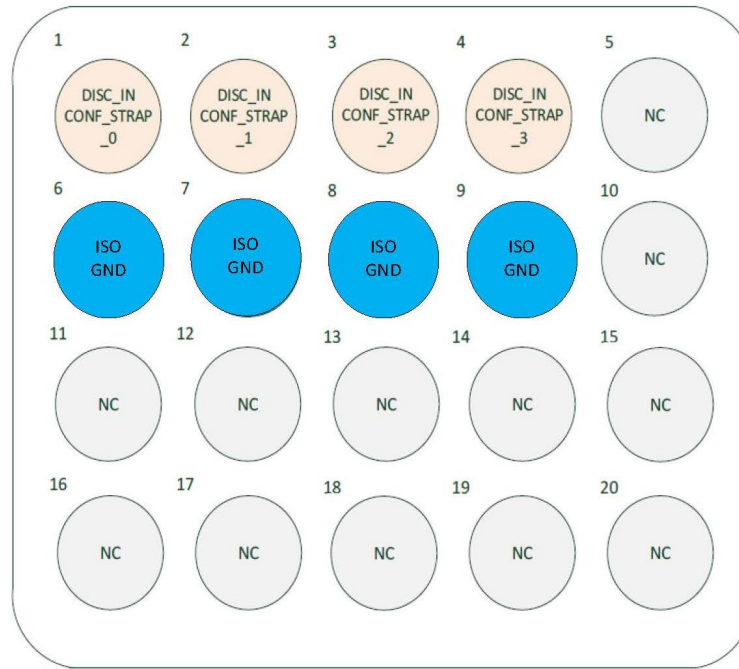 1 2 3 4 5
DISC_IN DISC_IN DISC_IN DISC_IN
CONF_STRAP CONF_STRAP CONF_STRAP CONF_STRAP NC
_0 _1 _2 _3
6 7 8 9 10
ISO ISO ISO ISO
GND GND GND GND NC
11 12 13 14 15
NC NC NC NC NC
16 17 18 19 20
NC NC NC NC NC